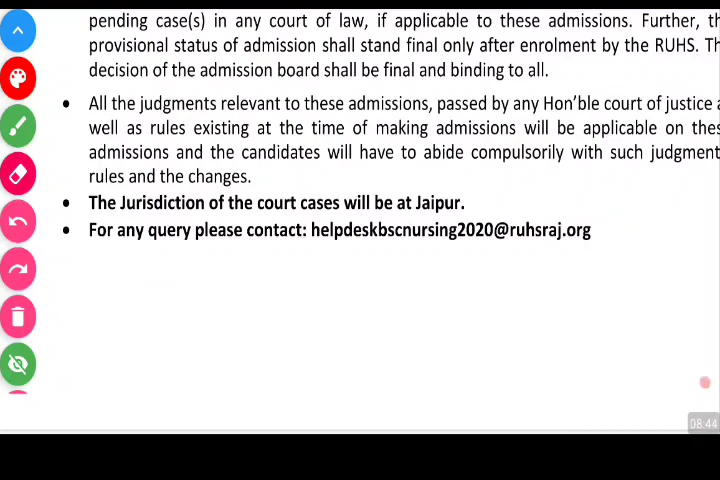 pending case(s) in any court of law, if applicable to these admissions. Further, th
provisional status of admission shall stand final only after enrolment by the RUHS. Th
decision of the admission board shall be final and binding to all.
• All the judgments relevant to these admissions, passed by any Hon'ble court of justice a
well as rules existing at the time of making admissions will be applicable on thes
admissions and the candidates will have to abide compulsorily with such judgment
rules and the changes.
• The Jurisdiction of the court cases will be at Jaipur.
• For any query please contact: helpdeskbscnursing2020@ruhsraj.org
08:44